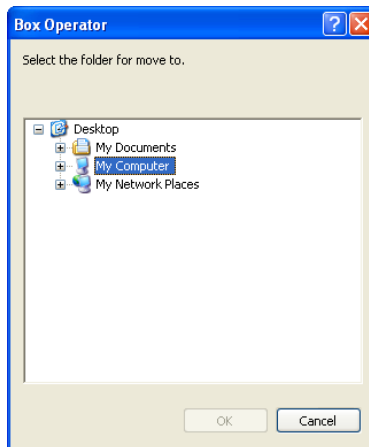 Box Operator
Select the folder for move to.
Desktop
My Documents
My Computer
My Network Places
OK Cancel